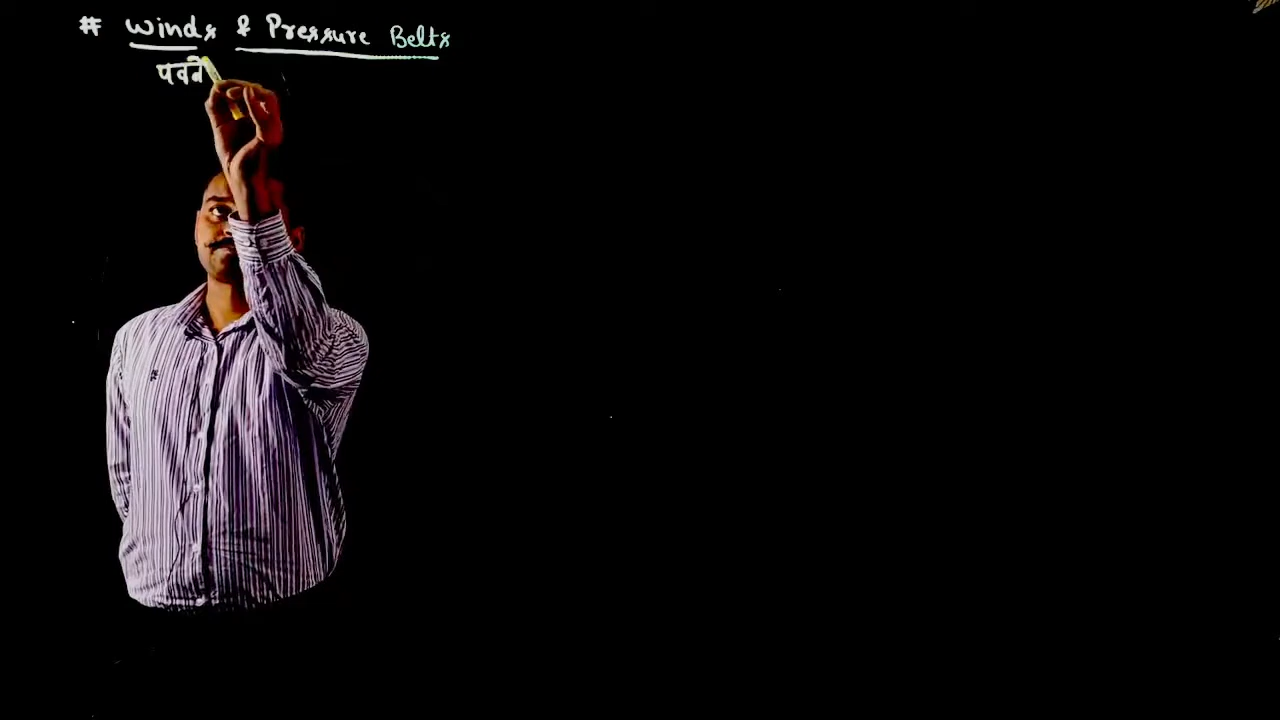 # Winds & Pressure Belts
पवने